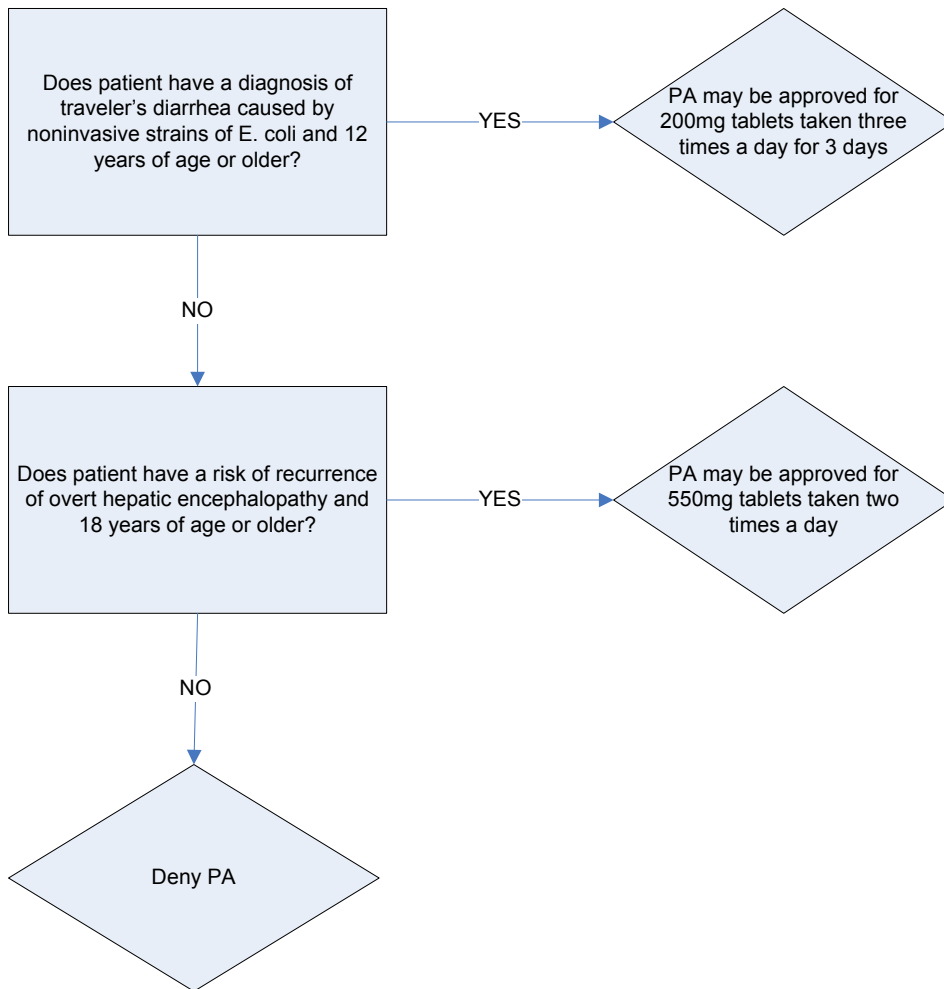 Does patient have a diagnosis of
traveler's diarrhea caused by
noninvasive strains of E. coli and 12
years of age or older?
YES
PA may be approved for
200mg tablets taken three
times a day for 3 days
NO
Does patient have a risk of recurrence
of overt hepatic encephalopathy and
18 years of age or older?
YES
PA may be approved for
550mg tablets taken two
times a day
NO
Deny PA